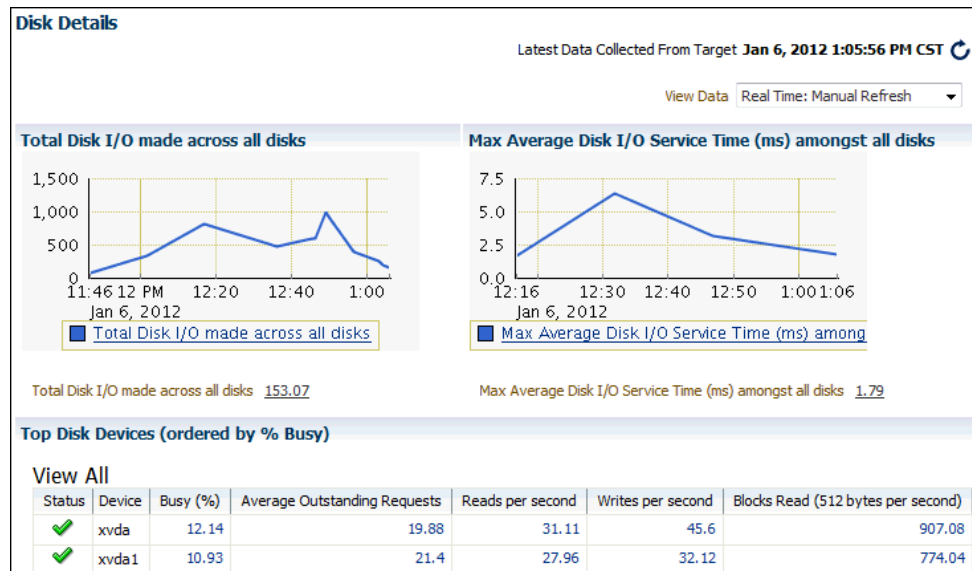 Disk Details
Latest Data Collected From Target Jan 6, 2012 1:05:56 PM CST
View Data Real Time: Manual Refresh
Total Disk I/O made across all disks
1,500
1,000
500
0
11:46 12 PM 12:20 12:40 1:00
Jan 6, 2012
Total Disk I/O made across all disks
Total Disk I/O made across all disks 153.07
Max Average Disk I/O Service Time (ms) amongst all disks
7.5
5.0
2.5
0.0
12:16 12:30 12:40 12:50 1:00 1:06
Jan 6, 2012
Max Average Disk I/O Service Time (ms) among
Max Average Disk I/O Service Time (ms) amongst all disks 1.79
Top Disk Devices (ordered by % Busy)
View All
Status Device Busy (%) Average Outstanding Requests Reads per second Writes per second Blocks Read (512 bytes per second)
xvda 12.14 19.88 31.11 45.6 907.08
xvda1 10.93 21.4 27.96 32.12 774.04